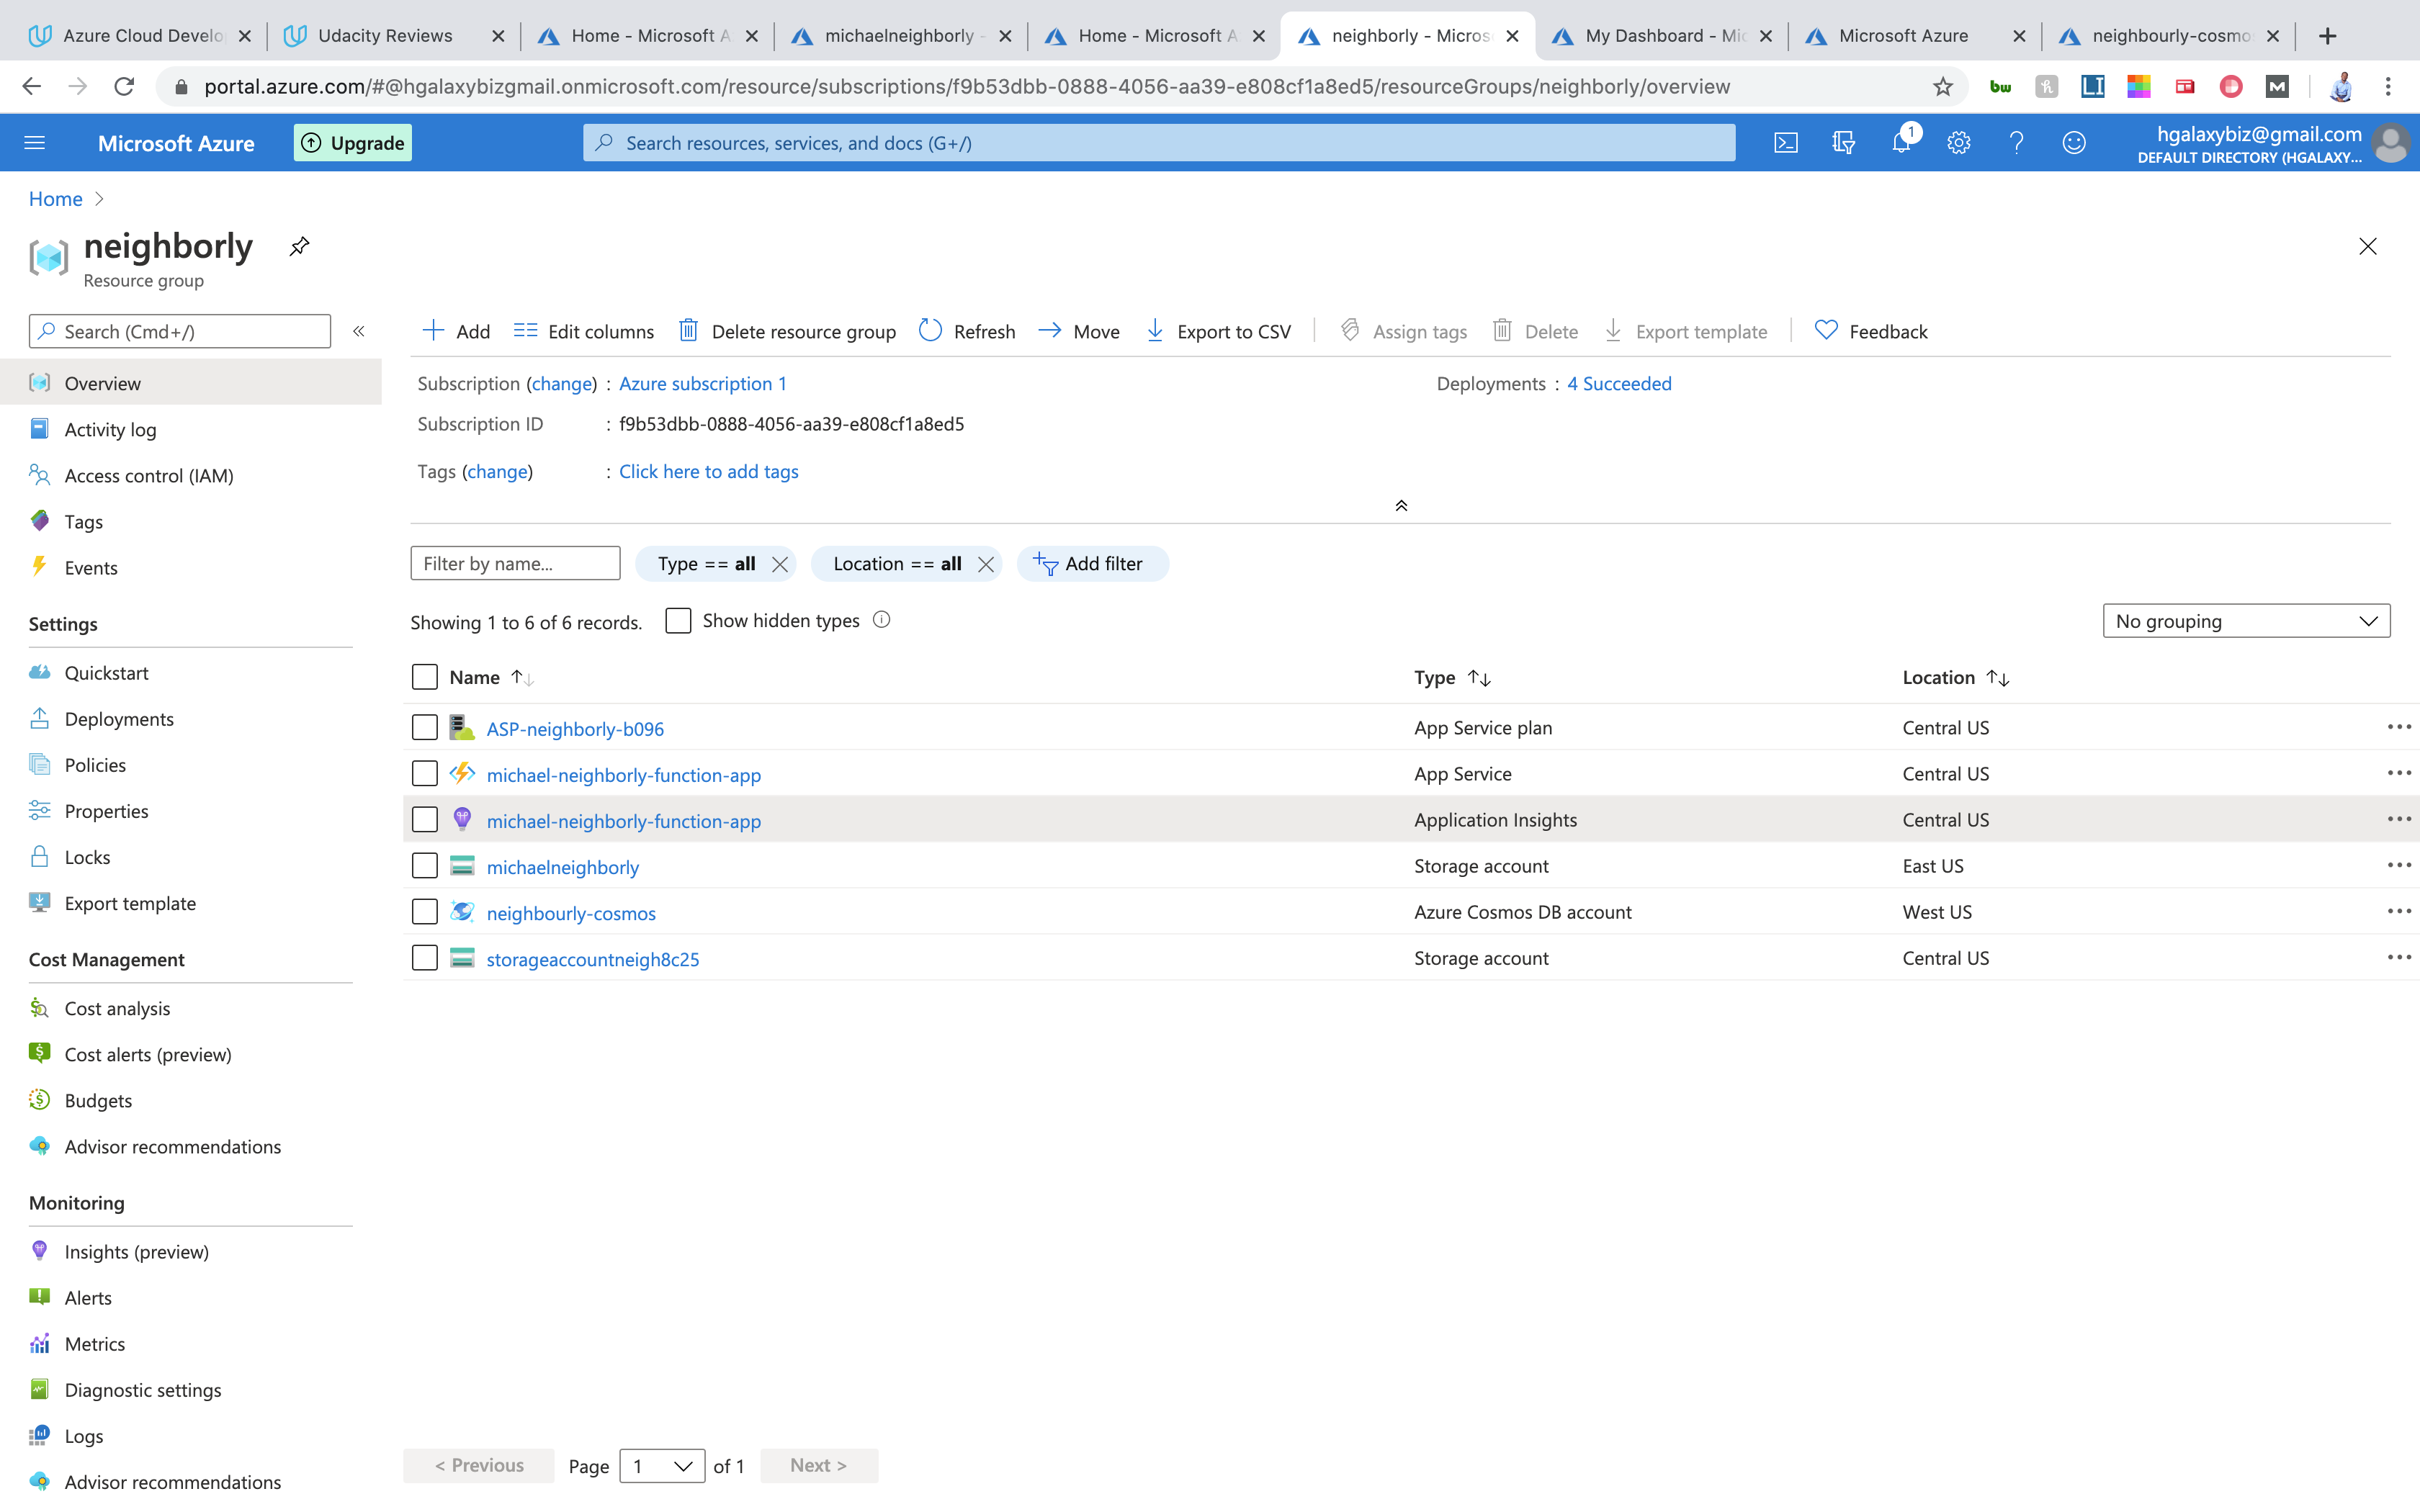 Azure Cloud Develo
Udacity Reviews
Home - Microsoft A
michaelneighborly -
Home - Microsoft A
neighborly - Micros
My Dashboard - Mic
Microsoft Azure
neighbourly-cosmo
portal.azure.com/#@hgalaxybizgmail.onmicrosoft.com/resource/subscriptions/f9b53dbb-0888-4056-aa39-e808cf1a8ed5/resourceGroups/neighborly/overview
bw
LI
M
Microsoft Azure
Upgrade
Search resources, services, and docs (G+/)
1
hgalaxybiz@gmail.com
DEFAULT DIRECTORY (HGALAXY...
Home >
neighborly
Resource group
Search (Cmd+/)
«
Overview
Activity log
Access control (IAM)
Tags
Events
Settings
Quickstart
Deployments
Policies
Properties
Locks
Export template
Cost Management
Cost analysis
Cost alerts (preview)
Budgets
Advisor recommendations
Monitoring
Insights (preview)
Alerts
Metrics
Diagnostic settings
Logs
Advisor recommendations
Add
Edit columns
Delete resource group
Refresh
Move
Export to CSV
Assign tags
Delete
Export template
Feedback
Subscription (change) : Azure subscription 1
Deployments : 4 Succeeded
Subscription ID : f9b53dbb-0888-4056-aa39-e808cf1a8ed5
Tags (change) : Click here to add tags
Filter by name...
Type == all
Location == all
Add filter
Showing 1 to 6 of 6 records.
Show hidden types
No grouping
Name Type Location
ASP-neighborly-b096 App Service plan Central US
michael-neighborly-function-app App Service Central US
michael-neighborly-function-app Application Insights Central US
michaelneighborly Storage account East US
neighbourly-cosmos Azure Cosmos DB account West US
storageaccountneigh8c25 Storage account Central US
< Previous
Page 1 of 1
Next >